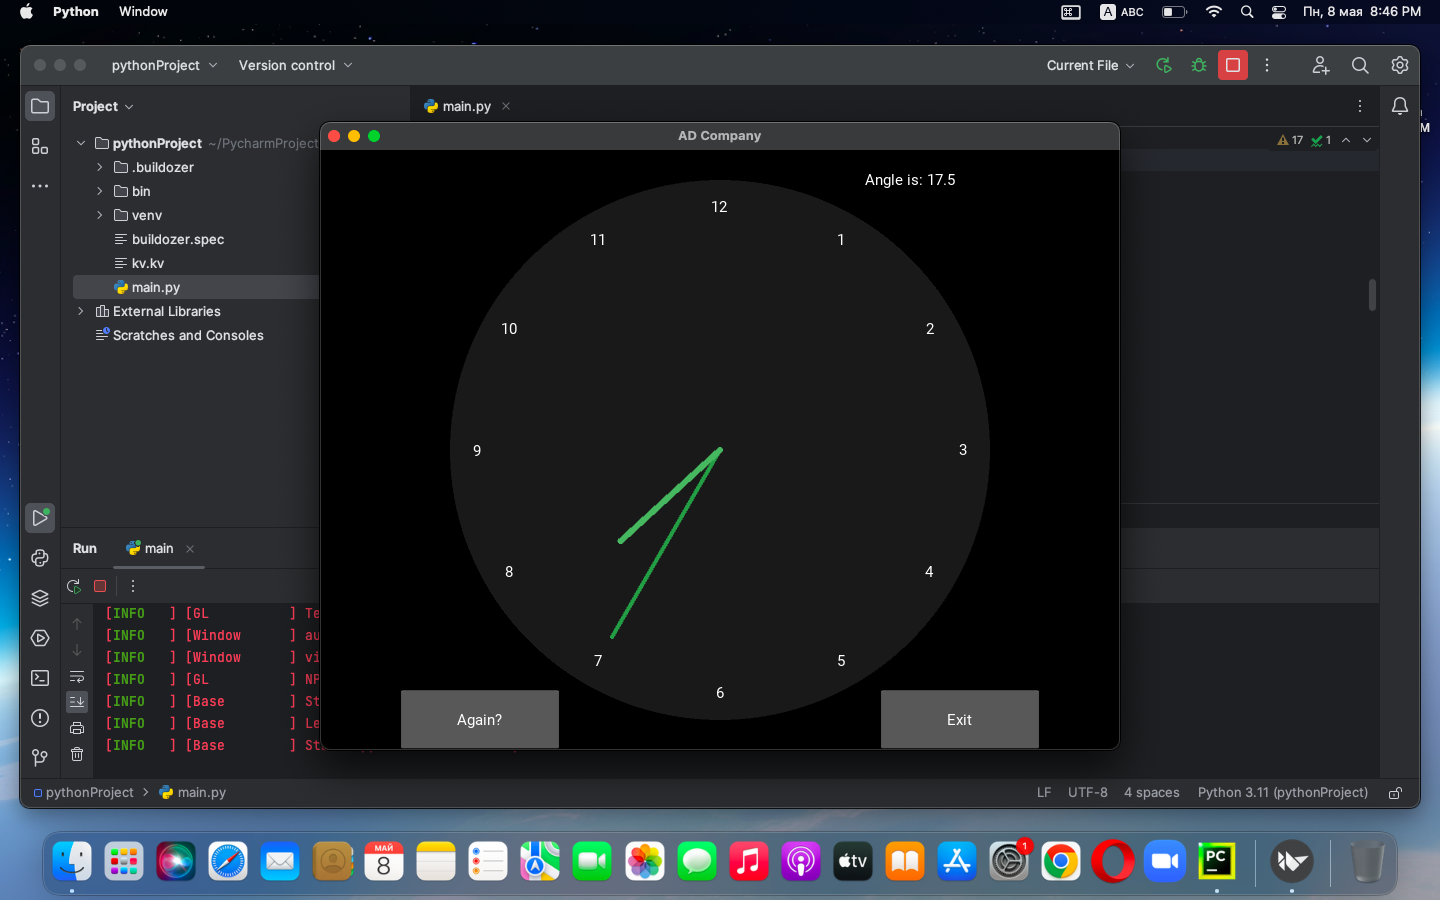 Python Window
A ABC Пн, 8 мая 8:46 PM
pythonProject Version control
Current File
Project
main.py
pythonProject ~/PycharmProject
17 1
M
.buildozer
bin
venv
buildozer.spec
kv.kv
main.py
External Libraries
Scratches and Consoles
AD Company
Angle is: 17.5
12
11
1
10
2
9
3
8
4
7
5
6
Again?
Exit
Run main
[INFO ] [GL ] Te
[INFO ] [Window ] au
[INFO ] [Window ] vi
[INFO ] [GL ] NP
[INFO ] [Base ] St
[INFO ] [Base ] Le
[INFO ] [Base ] St
pythonProject main.py
LF UTF-8 4 spaces Python 3.11 (pythonProject)
МАЙ
8
tv
1
PC